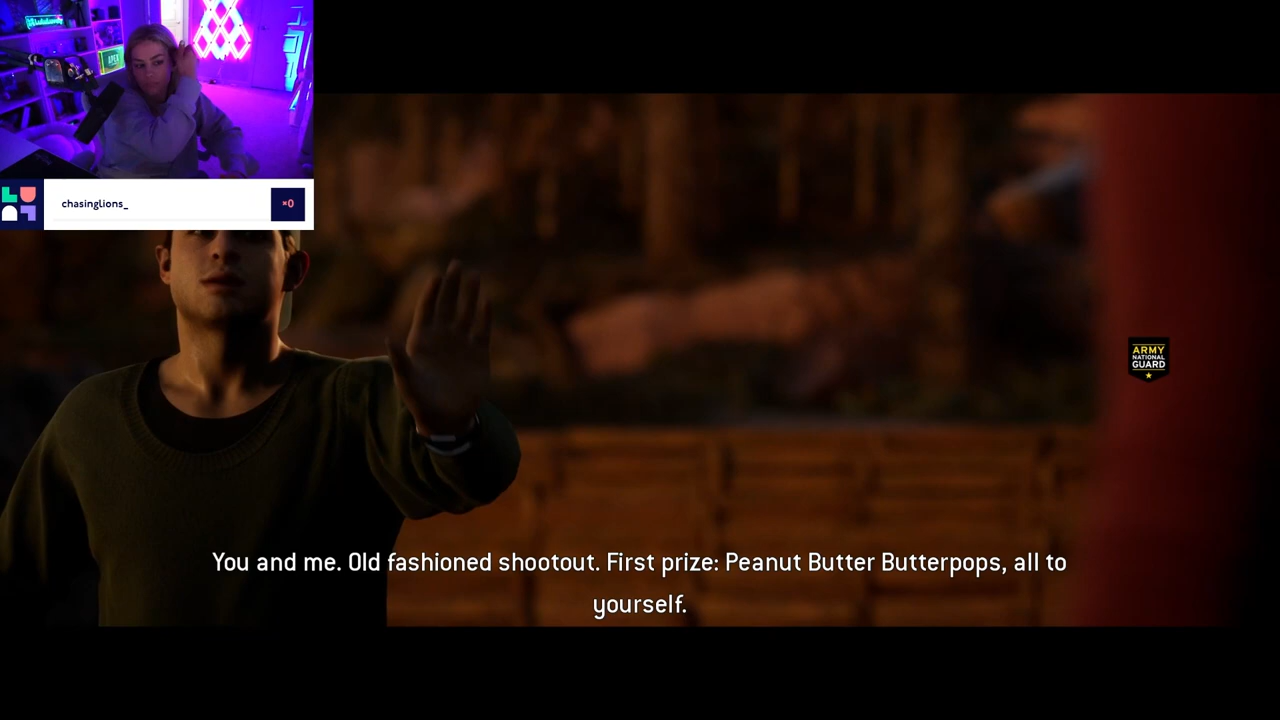 chasinglions_
×0
ARMY
NATIONAL
GUARD
You and me. Old fashioned shootout. First prize: Peanut Butter Butterpops, all to
yourself.